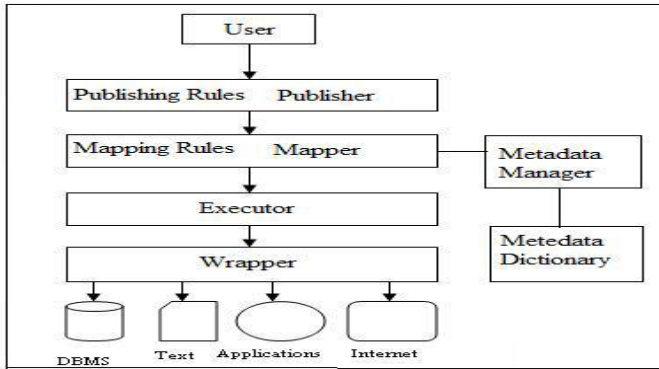 User
Publishing Rules Publisher
Mapping Rules Mapper
Metadata
Manager
Executor
Metedata
Dictionary
Wrapper
DBMS Text Applications Internet